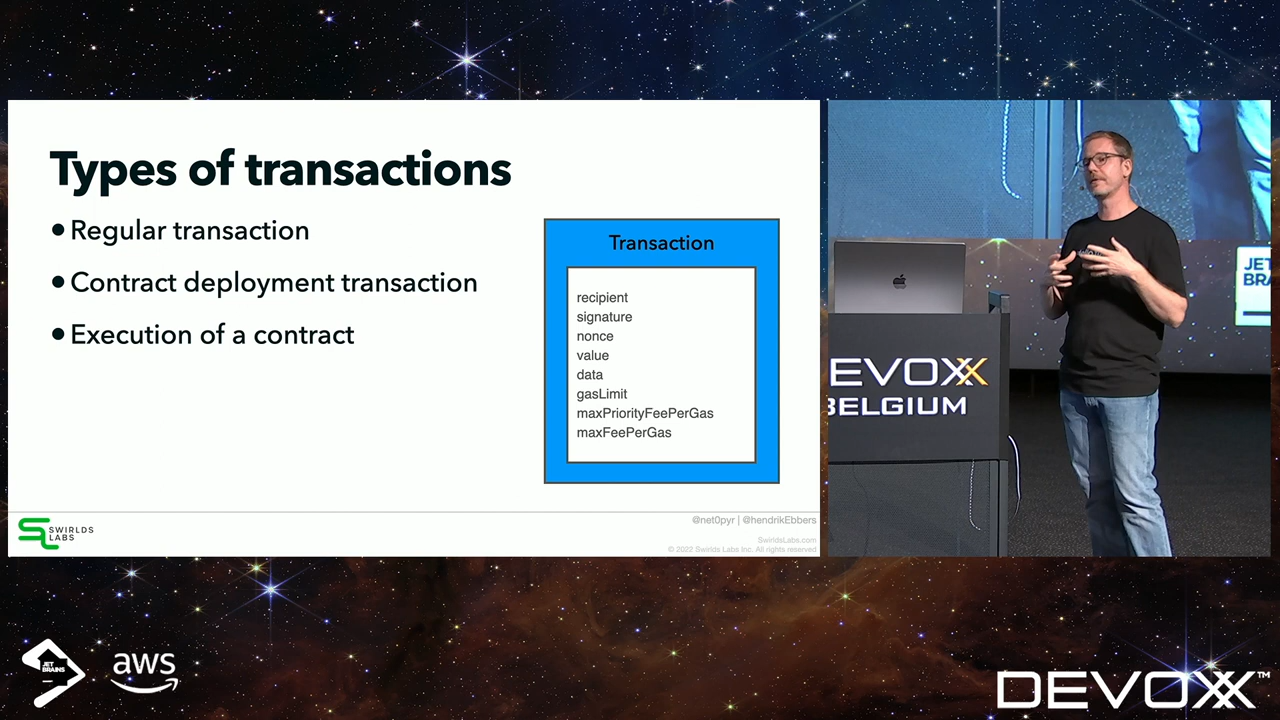 Types of transactions
• Regular transaction
• Contract deployment transaction
• Execution of a contract
Transaction
recipient
signature
nonce
value
data
gasLimit
maxPriorityFeePerGas
maxFeePerGas
SWIRLDS
LABS
@net0pyr | @hendrikEbbers
SwirldsLabs.com
© 2022 Swirlds Labs Inc. All rights reserved
DEVOXX
BELGIUM
JET
BRA
JET
BRAINS
aws
DEVOXX™